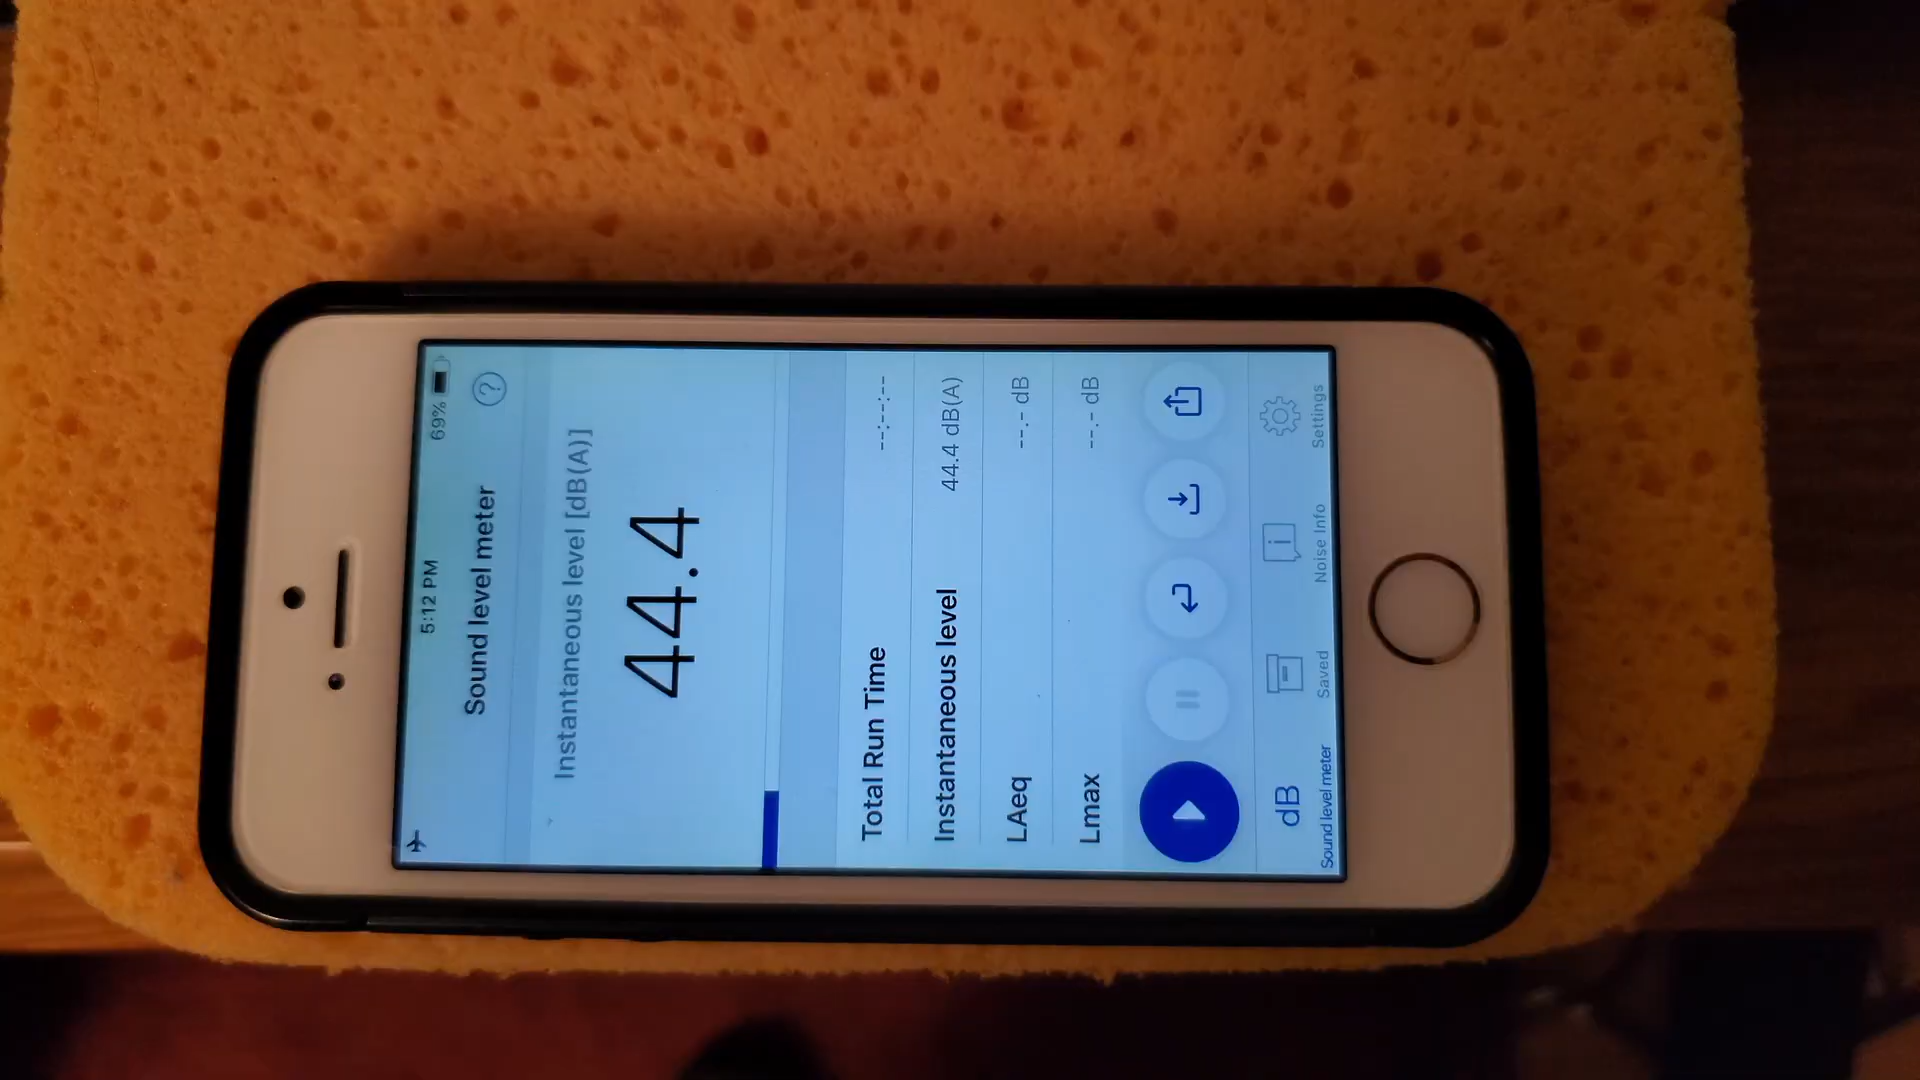 5:12 PM 69%
Sound level meter ?
Instantaneous level [dB(A)]
44.4
Total Run Time --:--:--
Instantaneous level 44.4 dB(A)
LAeq --.- dB
Lmax --.- dB
dB
Sound level meter Saved Noise Info Settings